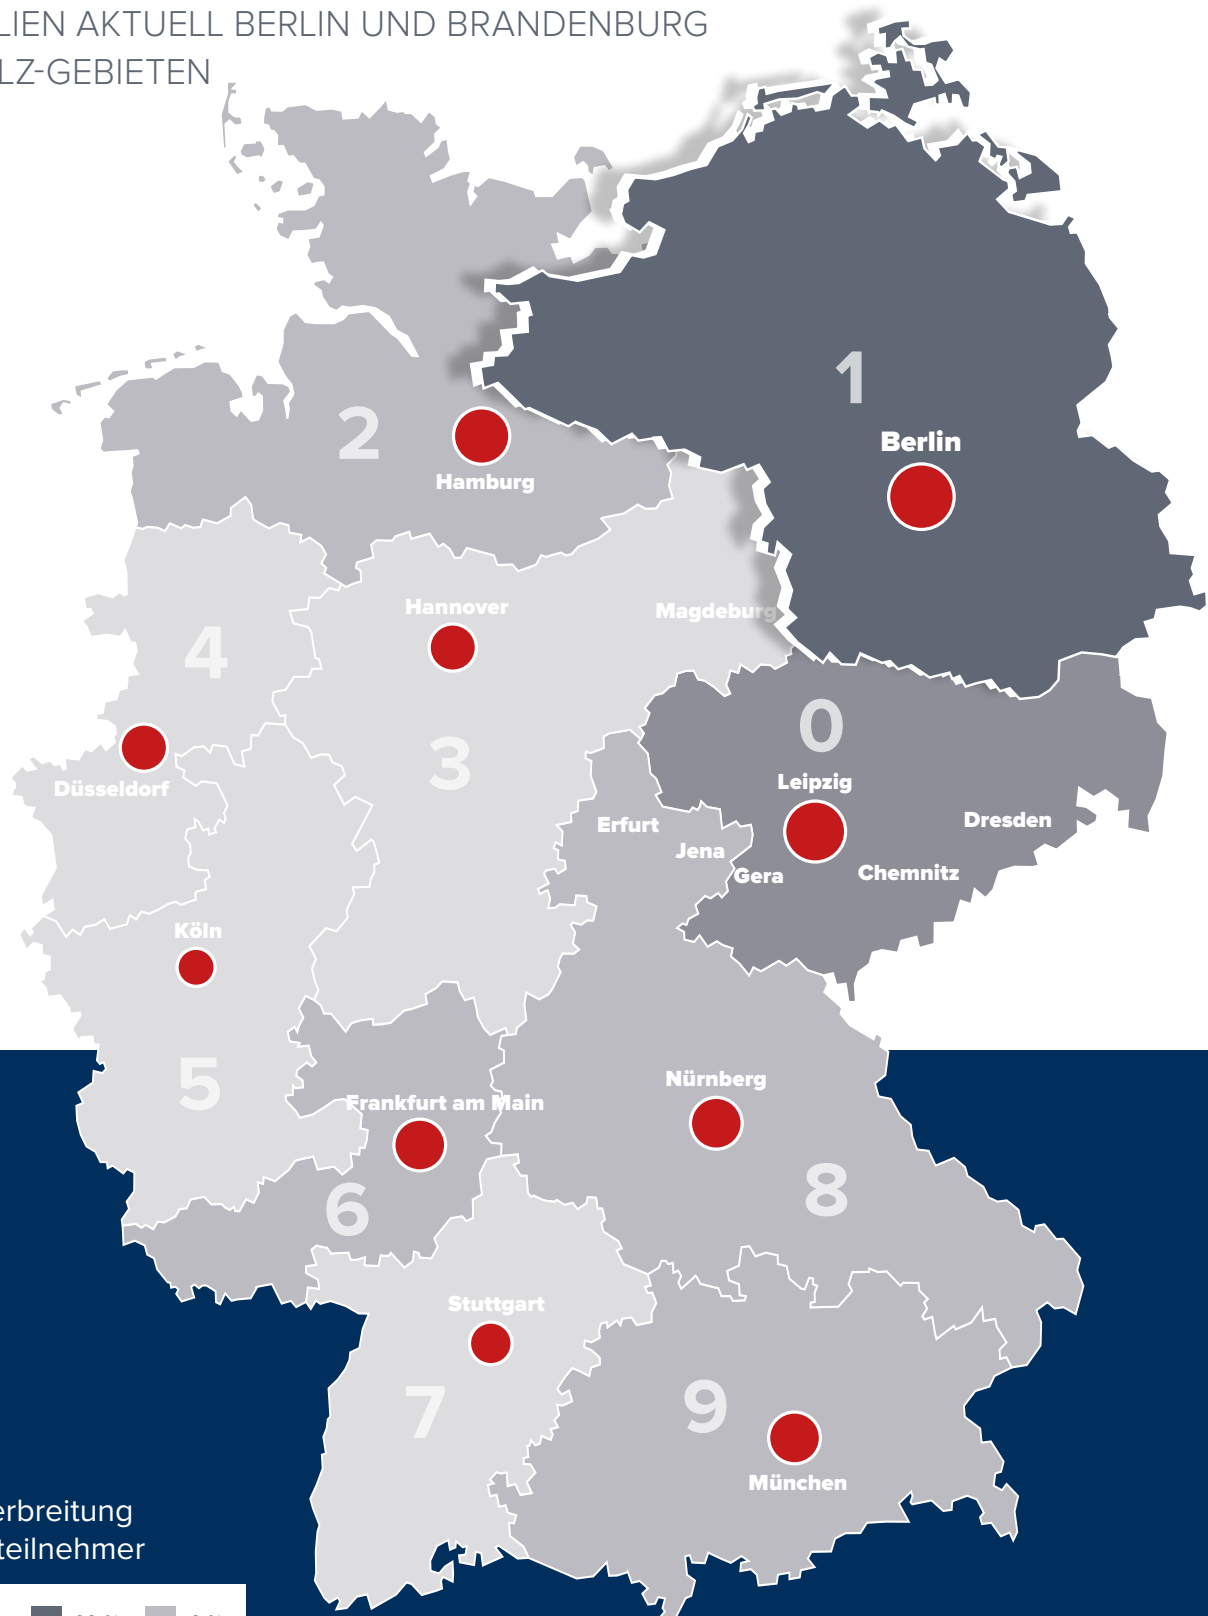 LIEN AKTUELL BERLIN UND BRANDENBURG
LZ-GEBIETEN
1
Berlin
2
Hamburg
Hannover
Magdeburg
4
0
3
Leipzig
Düsseldorf
Erfurt
Dresden
Jena
Gera
Chemnitz
Köln
5
Nürnberg
Frankfurt am Main
8
6
Stuttgart
7
9
München
erbreitung
teilnehmer